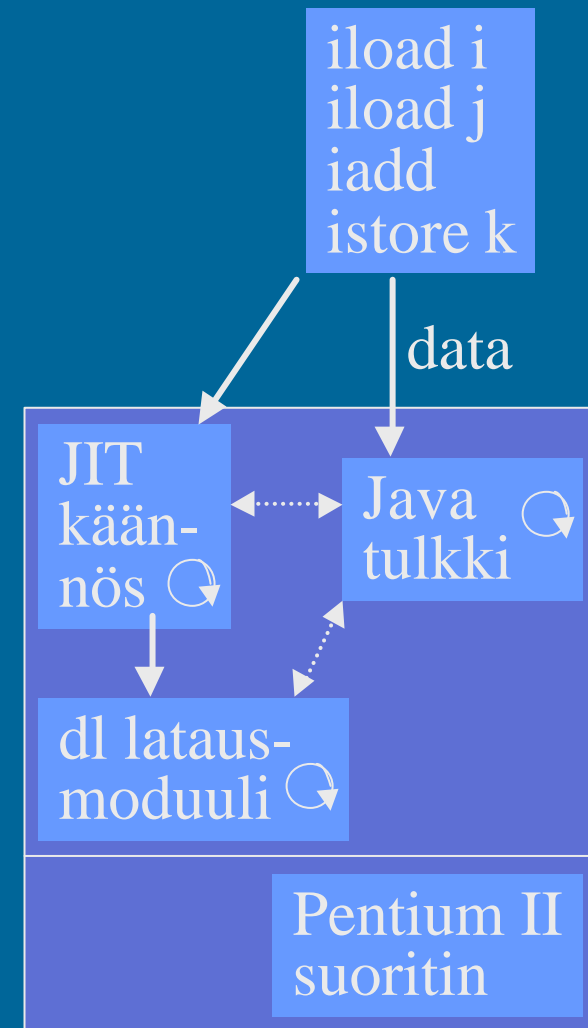 iload i
iload j
iadd
istore k
data
JIT
kään-
nös
Java
tulkki
dl lataus-
moduuli
Pentium II
suoritin